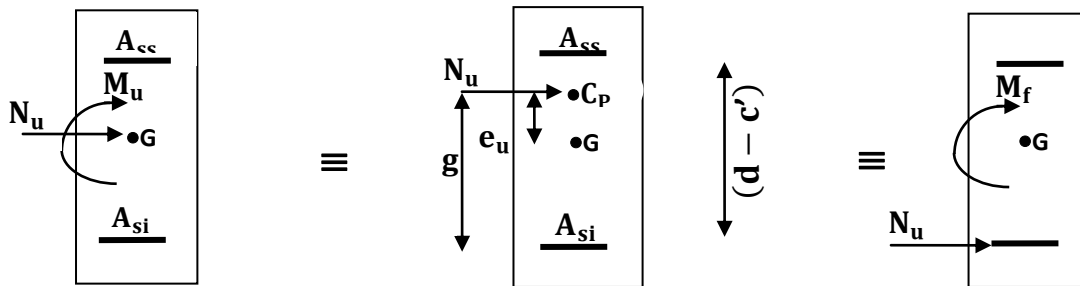 A_ss
M_u
N_u
G
A_si
≡
A_ss
N_u
C_P
e_u
G
g
A_si
(d − c')
≡
M_f
G
N_u